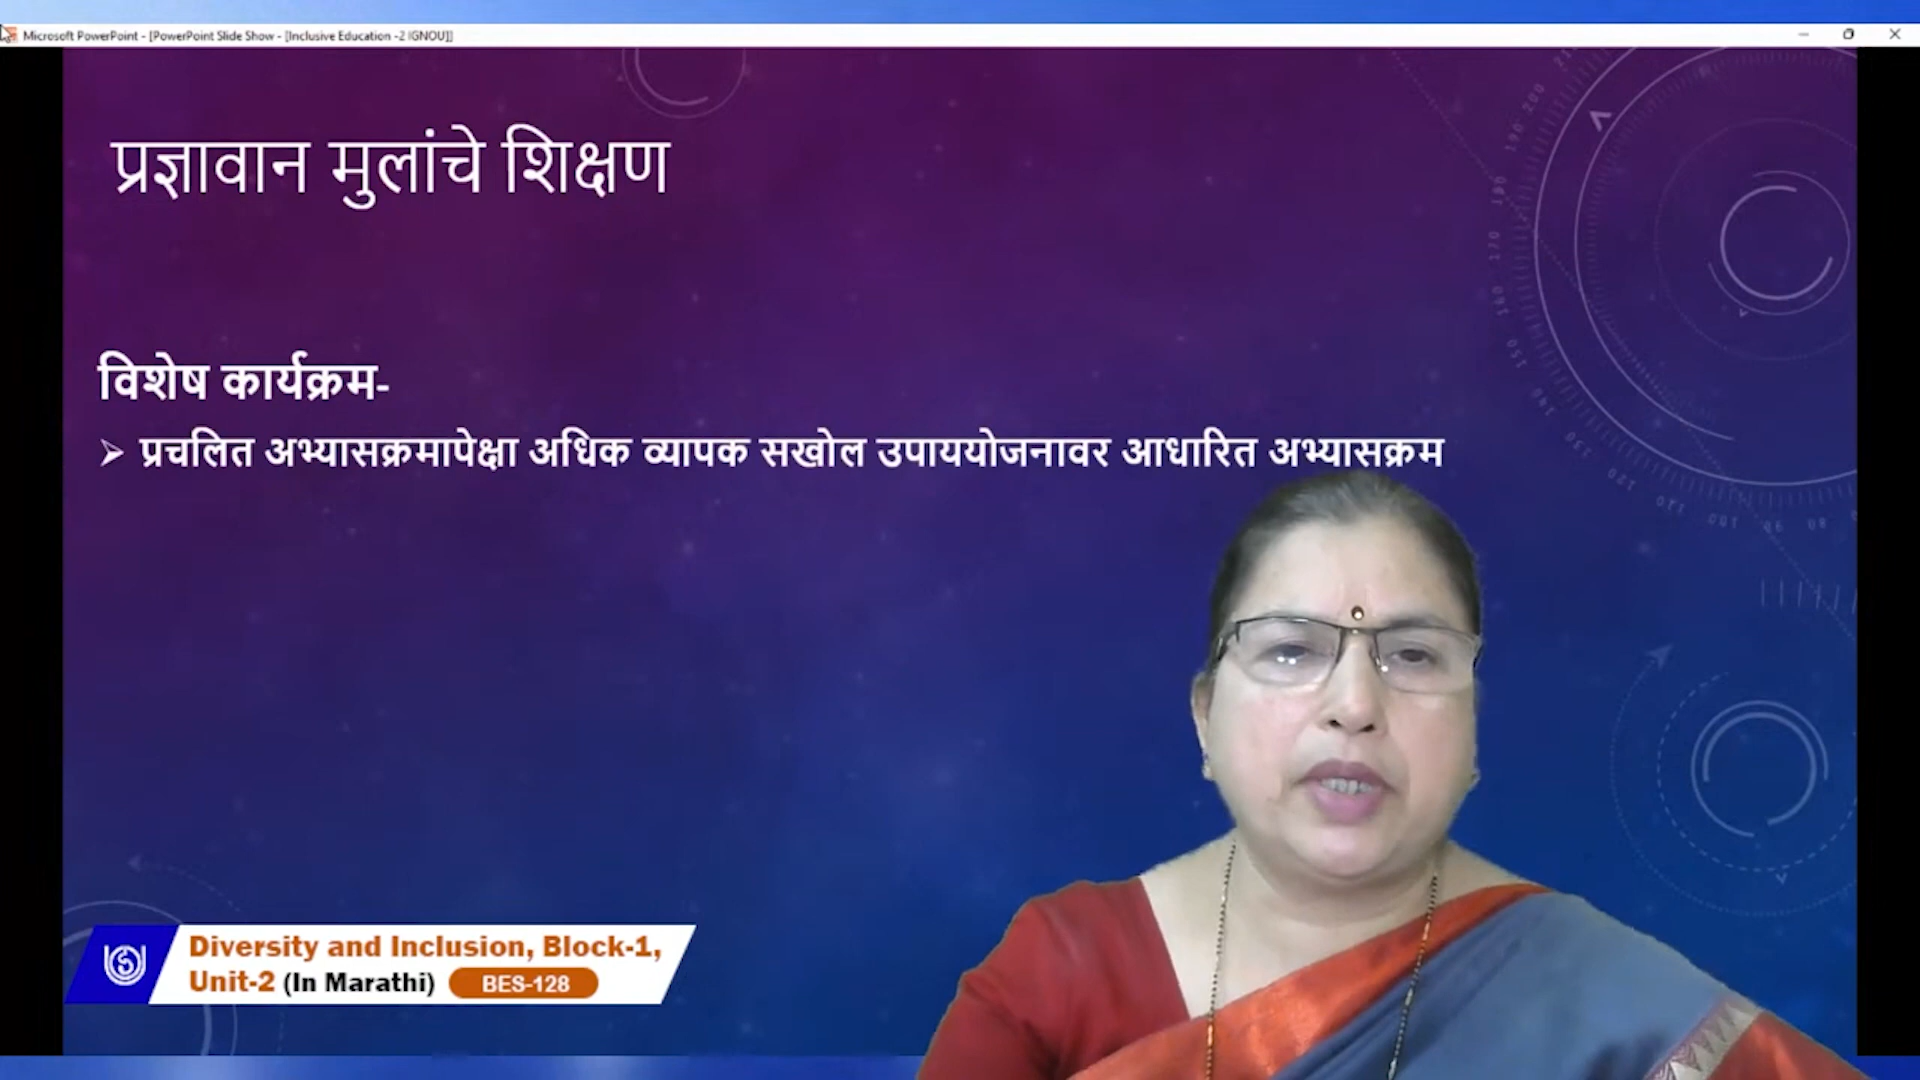 Microsoft PowerPoint - [PowerPoint Slide Show - [Inclusive Education -2 IGNOU]]
प्रज्ञावान मुलांचे शिक्षण
विशेष कार्यक्रम-
प्रचलित अभ्यासक्रमापेक्षा अधिक व्यापक सखोल उपाययोजनावर आधारित अभ्यासक्रम
Diversity and Inclusion, Block-1,
Unit-2 (In Marathi) BES-128